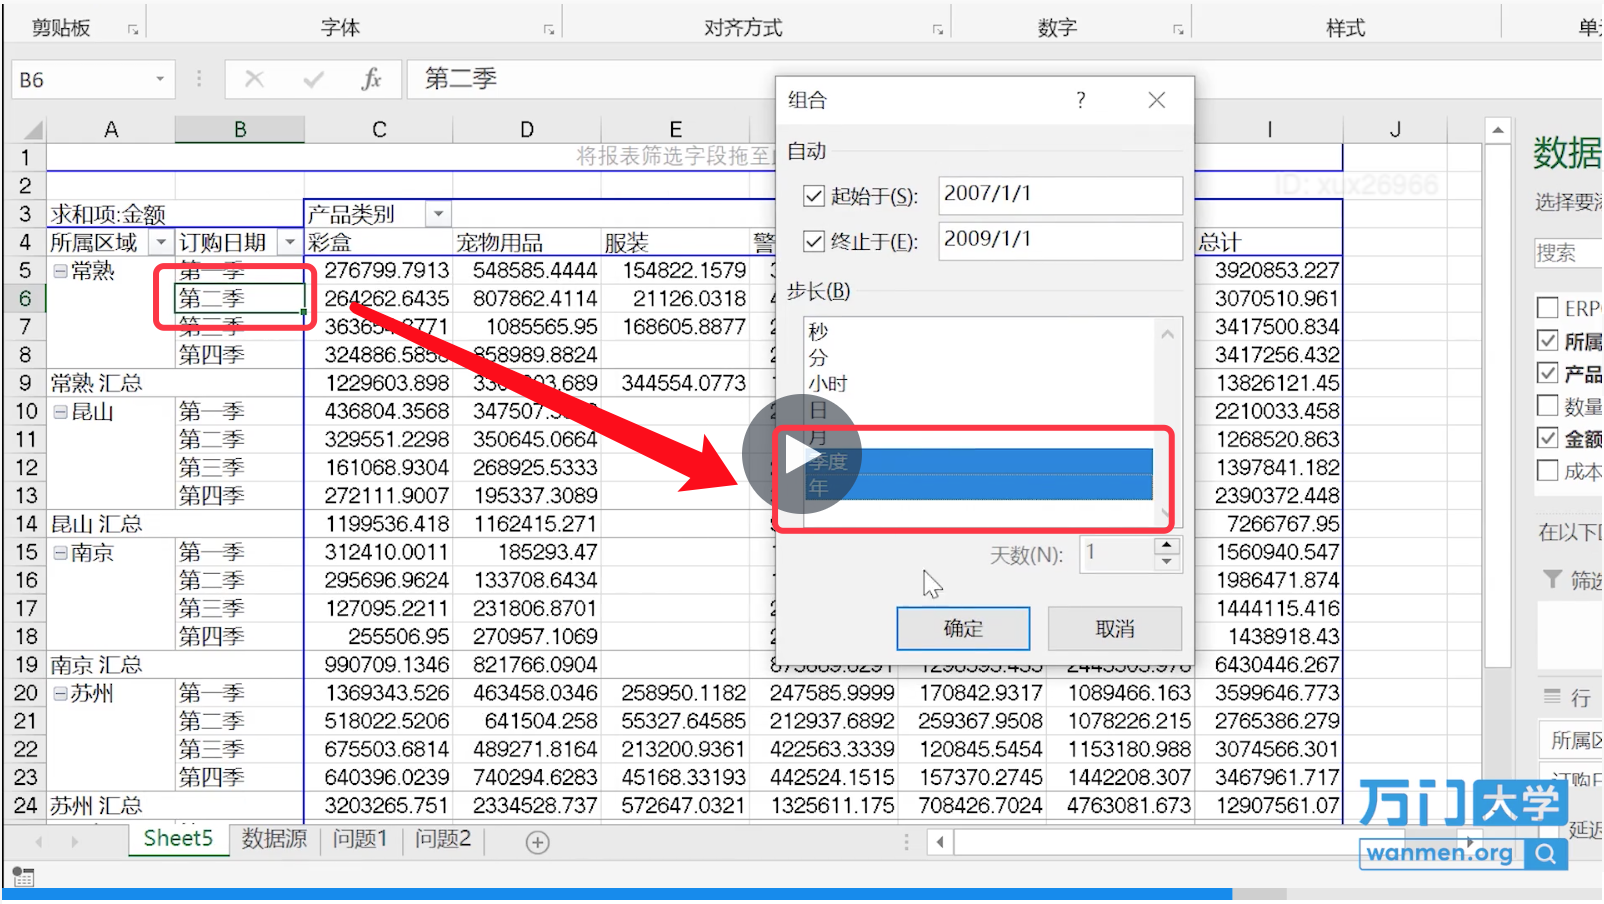 剪贴板 字体 对齐方式 数字 样式
B6 fx 第二季
A B C D E I J
1 将报表筛选字段拖至
2
3 求和项:金额 产品类别
4 所属区域 订购日期 彩盒 宠物用品 服装 警 总计
5 常熟 第一季 276799.7913 548585.4444 154822.1579 3920853.227
6 第二季 264262.6435 807862.4114 21126.0318 3070510.961
7 第三季 1085565.95 168605.8877 3417500.834
8 第四季 858989.8824 3417256.432
9 常熟 汇总 1229603.898 344554.0773 13826121.45
10 昆山 第一季 436804.3568 2210033.458
11 第二季 329551.2298 350645.0664 1268520.863
12 第三季 161068.9304 268925.5333 1397841.182
13 第四季 272111.9007 195337.3089 2390372.448
14 昆山 汇总 1199536.418 1162415.271 7266767.95
15 南京 第一季 312410.0011 185293.47 1560940.547
16 第二季 295696.9624 133708.6434 1986471.874
17 第三季 127095.2211 231806.8701 1444115.416
18 第四季 255506.95 270957.1069 1438918.43
19 南京 汇总 990709.1346 821766.0904 6430446.267
20 苏州 第一季 1369343.526 463458.0346 258950.1182 247585.9999 170842.9317 1089466.163 3599646.773
21 第二季 518022.5206 641504.258 55327.64585 212937.6892 259367.9508 1078226.215 2765386.279
22 第三季 675503.6814 489271.8164 213200.9361 422563.3339 120845.5454 1153180.988 3074566.301
23 第四季 640396.0239 740294.6283 45168.33193 442524.1515 157370.2745 1442208.307 3467961.717
24 苏州 汇总 3203265.751 2334528.737 572647.0321 1325611.175 708426.7024 4763081.673 12907561.07
Sheet5 数据源 问题1 问题2
组合 ?
自动
起始于(S): 2007/1/1
终止于(E): 2009/1/1
步长(B)
秒
分
小时
日
月
季度
年
天数(N): 1
确定 取消
ID: xux26966
数据
选择要
搜索
ERP
所属
产品
数量
金额
成本
在以下
筛选
行
所属区
订购日
延迟
万门大学
wanmen.org